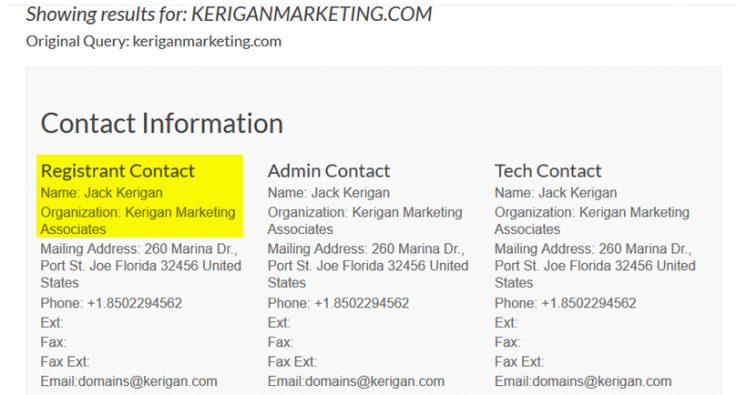 Showing results for: KERIGANMARKETING.COM
Original Query: keriganmarketing.com
Contact Information
Registrant Contact
Name: Jack Kerigan
Organization: Kerigan Marketing
Associates
Mailing Address: 260 Marina Dr.,
Port St. Joe Florida 32456 United
States
Phone: +1.8502294562
Ext:
Fax:
Fax Ext:
Email:domains@kerigan.com
Admin Contact
Name: Jack Kerigan
Organization: Kerigan Marketing
Associates
Mailing Address: 260 Marina Dr.,
Port St. Joe Florida 32456 United
States
Phone: +1.8502294562
Ext:
Fax:
Fax Ext:
Email:domains@kerigan.com
Tech Contact
Name: Jack Kerigan
Organization: Kerigan Marketing
Associates
Mailing Address: 260 Marina Dr.,
Port St. Joe Florida 32456 United
States
Phone: +1.8502294562
Ext:
Fax:
Fax Ext:
Email:domains@kerigan.com